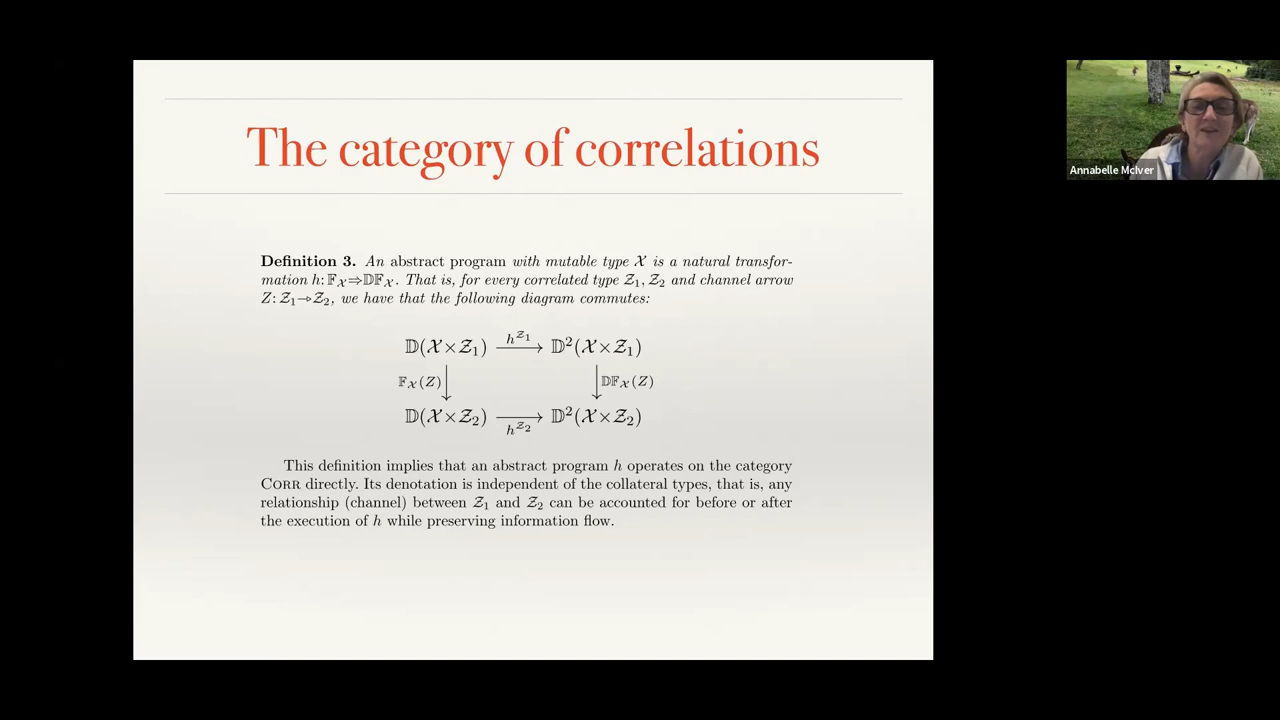 The category of correlations
Annabelle McIver
Definition 3. An abstract program with mutable type 𝒳 is a natural transfor-
mation h: 𝔽𝒳⇒𝔻𝔽𝒳. That is, for every correlated type 𝒵₁, 𝒵₂ and channel arrow
Z: 𝒵₁⇾𝒵₂, we have that the following diagram commutes:
𝔻(𝒳×𝒵₁) h^𝒵₁ ⟶ 𝔻²(𝒳×𝒵₁)
𝔽𝒳(Z) ↓ ↓ 𝔻𝔽𝒳(Z)
𝔻(𝒳×𝒵₂) ⟶ h^𝒵₂ 𝔻²(𝒳×𝒵₂)
This definition implies that an abstract program h operates on the category
Corr directly. Its denotation is independent of the collateral types, that is, any
relationship (channel) between 𝒵₁ and 𝒵₂ can be accounted for before or after
the execution of h while preserving information flow.